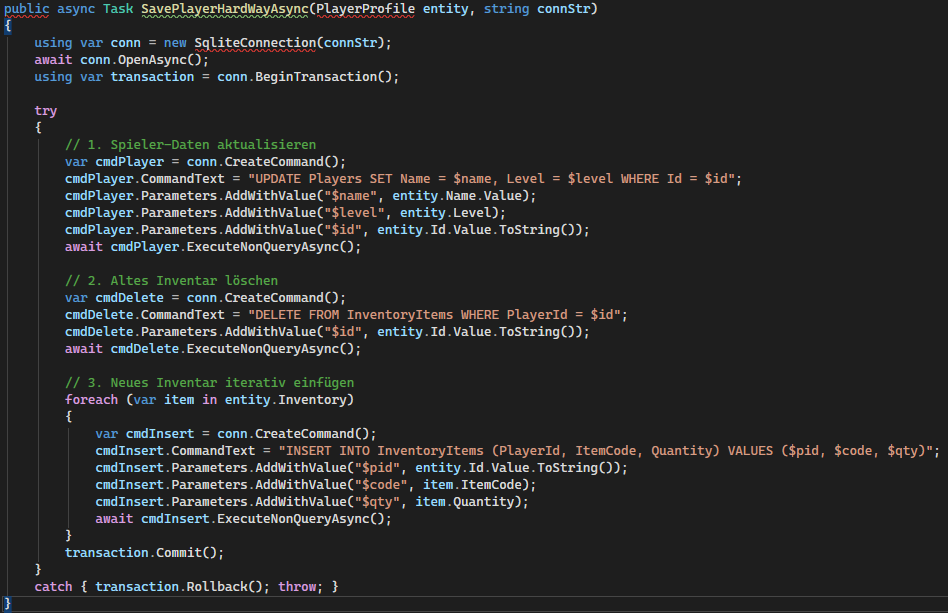 public async Task SavePlayerHardWayAsync(PlayerProfile entity, string connStr)
{
    using var conn = new SqliteConnection(connStr);
    await conn.OpenAsync();
    using var transaction = conn.BeginTransaction();

    try
    {
        // 1. Spieler-Daten aktualisieren
        var cmdPlayer = conn.CreateCommand();
        cmdPlayer.CommandText = "UPDATE Players SET Name = $name, Level = $level WHERE Id = $id";
        cmdPlayer.Parameters.AddWithValue("$name", entity.Name.Value);
        cmdPlayer.Parameters.AddWithValue("$level", entity.Level);
        cmdPlayer.Parameters.AddWithValue("$id", entity.Id.Value.ToString());
        await cmdPlayer.ExecuteNonQueryAsync();

        // 2. Altes Inventar löschen
        var cmdDelete = conn.CreateCommand();
        cmdDelete.CommandText = "DELETE FROM InventoryItems WHERE PlayerId = $id";
        cmdDelete.Parameters.AddWithValue("$id", entity.Id.Value.ToString());
        await cmdDelete.ExecuteNonQueryAsync();

        // 3. Neues Inventar iterativ einfügen
        foreach (var item in entity.Inventory)
        {
            var cmdInsert = conn.CreateCommand();
            cmdInsert.CommandText = "INSERT INTO InventoryItems (PlayerId, ItemCode, Quantity) VALUES ($pid, $code, $qty)";
            cmdInsert.Parameters.AddWithValue("$pid", entity.Id.Value.ToString());
            cmdInsert.Parameters.AddWithValue("$code", item.ItemCode);
            cmdInsert.Parameters.AddWithValue("$qty", item.Quantity);
            await cmdInsert.ExecuteNonQueryAsync();
        }
        transaction.Commit();
    }
    catch { transaction.Rollback(); throw; }
}